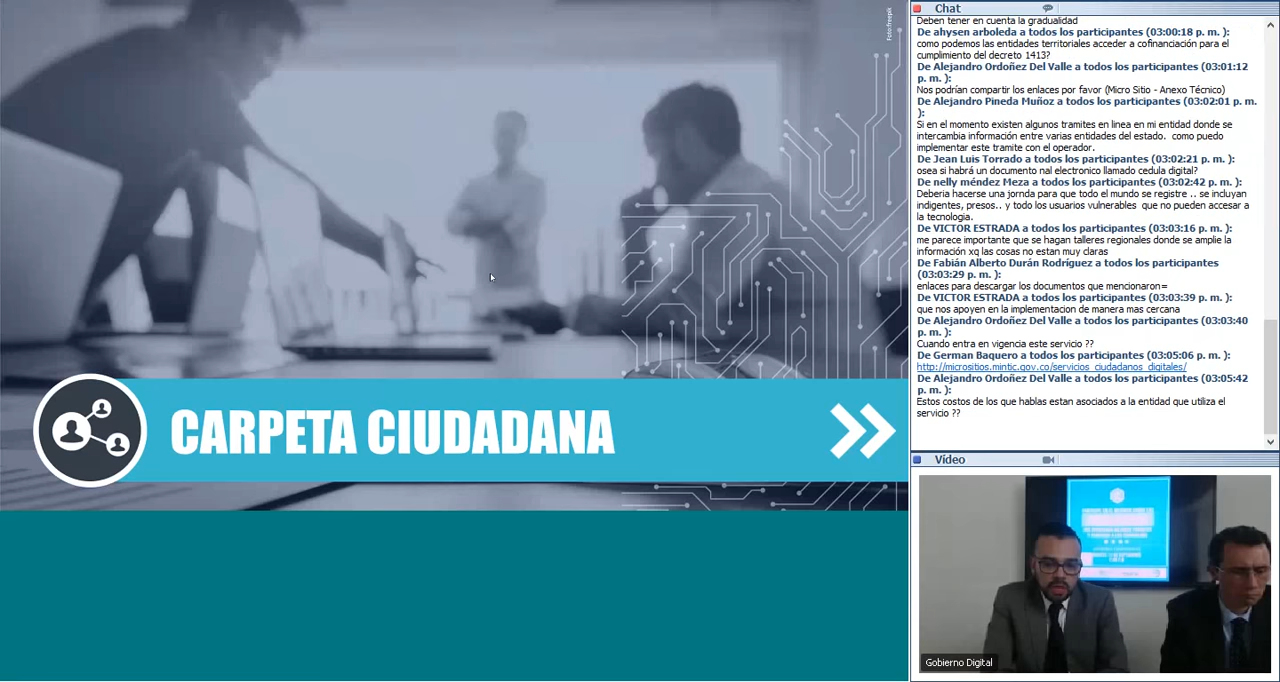 Foto:freepik
CARPETA CIUDADANA
Chat
Deben tener en cuenta la gradualidad
De ahysen arboleda a todos los participantes (03:00:18 p. m. ):
como podemos las entidades territoriales acceder a cofinanciación para el
cumplimiento del decreto 1413?
De Alejandro Ordoñez Del Valle a todos los participantes (03:01:12
p. m. ):
Nos podrían compartir los enlaces por favor (Micro Sitio - Anexo Técnico)
De Alejandro Pineda Muñoz a todos los participantes (03:02:01 p. m.
):
Si en el momento existen algunos tramites en linea en mi entidad donde se
intercambia información entre varias entidades del estado.  como puedo
implementar este tramite con el operador.
De Jean Luis Torrado a todos los participantes (03:02:21 p. m. ):
osea si habrá un documento nal electronico llamado cedula digital?
De nelly méndez Meza a todos los participantes (03:02:42 p. m. ):
Deberia hacerse una jornda para que todo el mundo se registre .. se incluyan
indigentes, presos.. y todo los usuarios vulnerables  que no pueden accesar a
la tecnologia.
De VICTOR ESTRADA a todos los participantes (03:03:16 p. m. ):
me parece importante que se hagan talleres regionales donde se amplie la
información xq las cosas no estan muy claras
De Fabián Alberto Durán Rodríguez a todos los participantes
(03:03:29 p. m. ):
enlaces para descargar los documentos que mencionaron=
De VICTOR ESTRADA a todos los participantes (03:03:39 p. m. ):
que nos apoyen en la implementacion de manera mas cercana
De Alejandro Ordoñez Del Valle a todos los participantes (03:03:40
p. m. ):
Cuando entra en vigencia este servicio ??
De German Baquero a todos los participantes (03:05:06 p. m. ):
http://micrositios.mintic.gov.co/servicios_ciudadanos_digitales/
De Alejandro Ordoñez Del Valle a todos los participantes (03:05:42
p. m. ):
Estos costos de los que hablas estan asociados a la entidad que utiliza el
servicio ??
Vídeo
Gobierno Digital